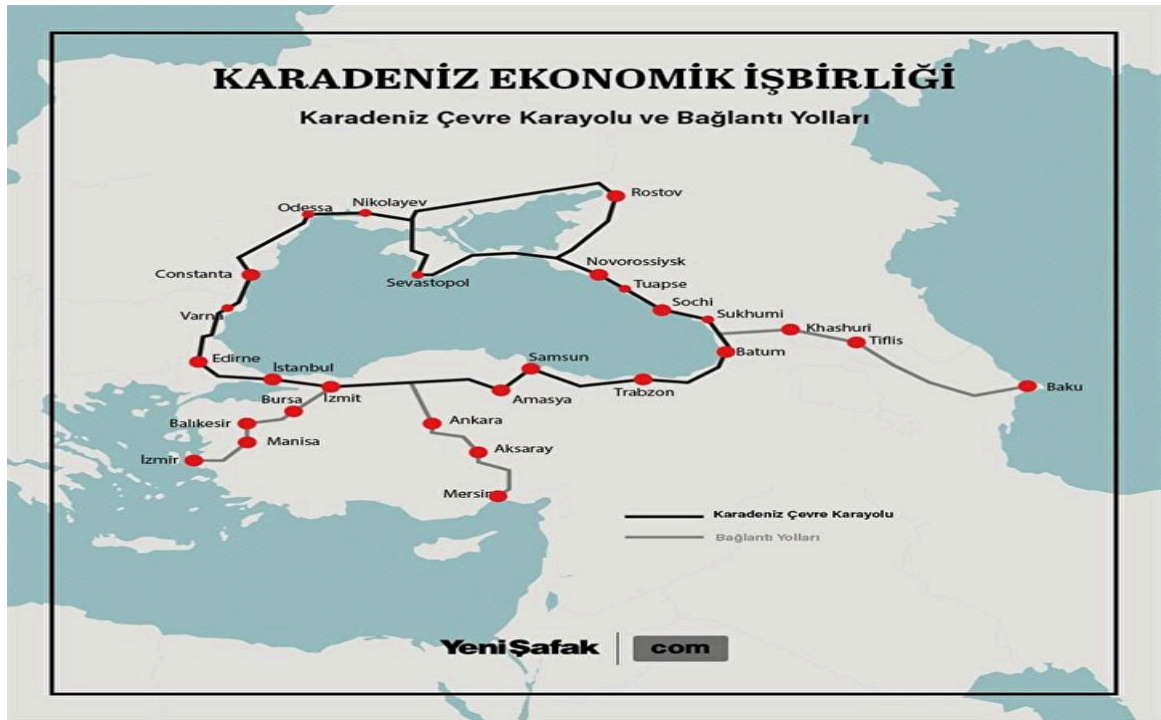 KARADENİZ EKONOMİK İŞBİRLİĞİ
Karadeniz Çevre Karayolu ve Bağlantı Yolları
Rostov
Nikolayev
Odessa
Novorossiysk
Constanta
Sevastopol
Tuapse
Sochi
Sukhumi
Varna
Khashuri
Tiflis
Batum
Edirne
İstanbul
Samsun
Baku
Trabzon
Bursa
İzmit
Amasya
Balıkesir
Ankara
Manisa
Aksaray
İzmir
Mersin
Karadeniz Çevre Karayolu
Bağlantı Yolları
YeniŞafak com